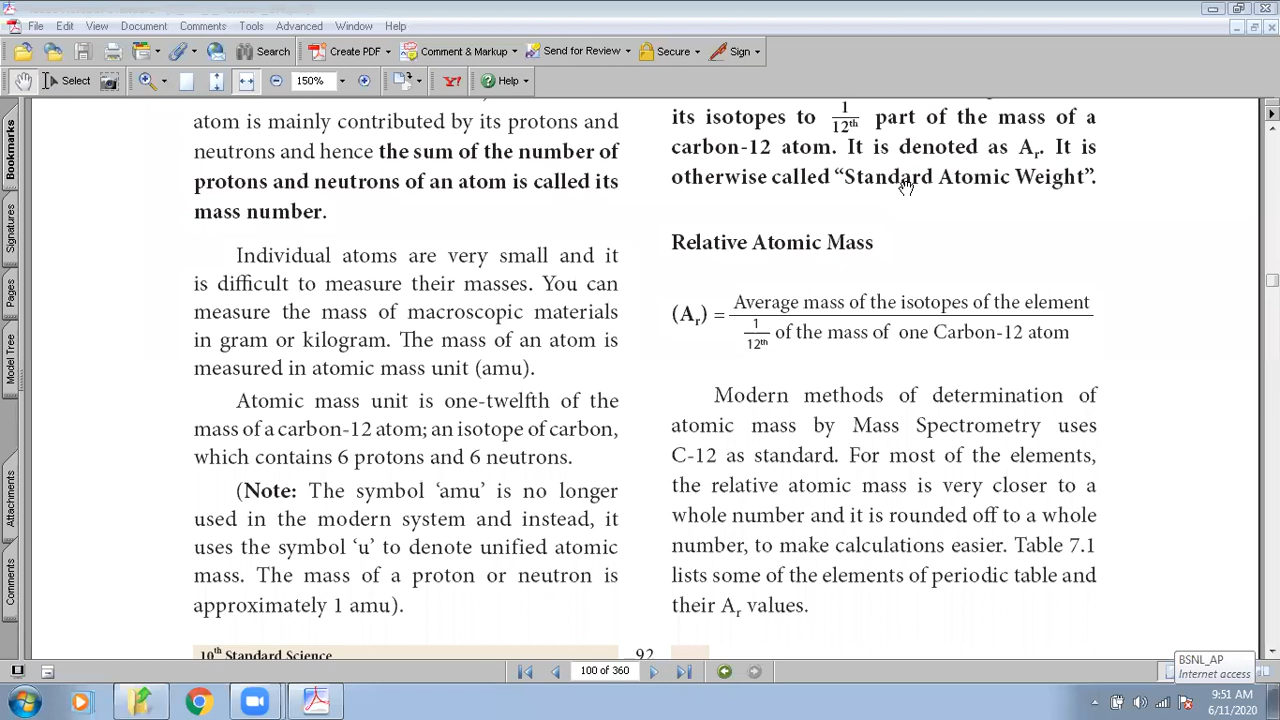 File Edit View Document Comments Tools Advanced Window Help
Search Create PDF Comment & Markup Send for Review Secure Sign
Select 150% Help
Bookmarks
Signatures
Pages
Model Tree
Attachments
Comments
atom is mainly contributed by its protons and
neutrons and hence the sum of the number of
protons and neutrons of an atom is called its
mass number.
Individual atoms are very small and it
is difficult to measure their masses. You can
measure the mass of macroscopic materials
in gram or kilogram. The mass of an atom is
measured in atomic mass unit (amu).
Atomic mass unit is one-twelfth of the
mass of a carbon-12 atom; an isotope of carbon,
which contains 6 protons and 6 neutrons.
(Note: The symbol ‘amu’ is no longer
used in the modern system and instead, it
uses the symbol ‘u’ to denote unified atomic
mass. The mass of a proton or neutron is
approximately 1 amu).
10th Standard Science 92
its isotopes to 1/12th part of the mass of a
carbon-12 atom. It is denoted as Ar. It is
otherwise called “Standard Atomic Weight”.
Relative Atomic Mass
(Ar) = Average mass of the isotopes of the element
1/12th of the mass of one Carbon-12 atom
Modern methods of determination of
atomic mass by Mass Spectrometry uses
C-12 as standard. For most of the elements,
the relative atomic mass is very closer to a
whole number and it is rounded off to a whole
number, to make calculations easier. Table 7.1
lists some of the elements of periodic table and
their Ar values.
100 of 360
BSNL_AP
Internet access
9:51 AM
6/11/2020